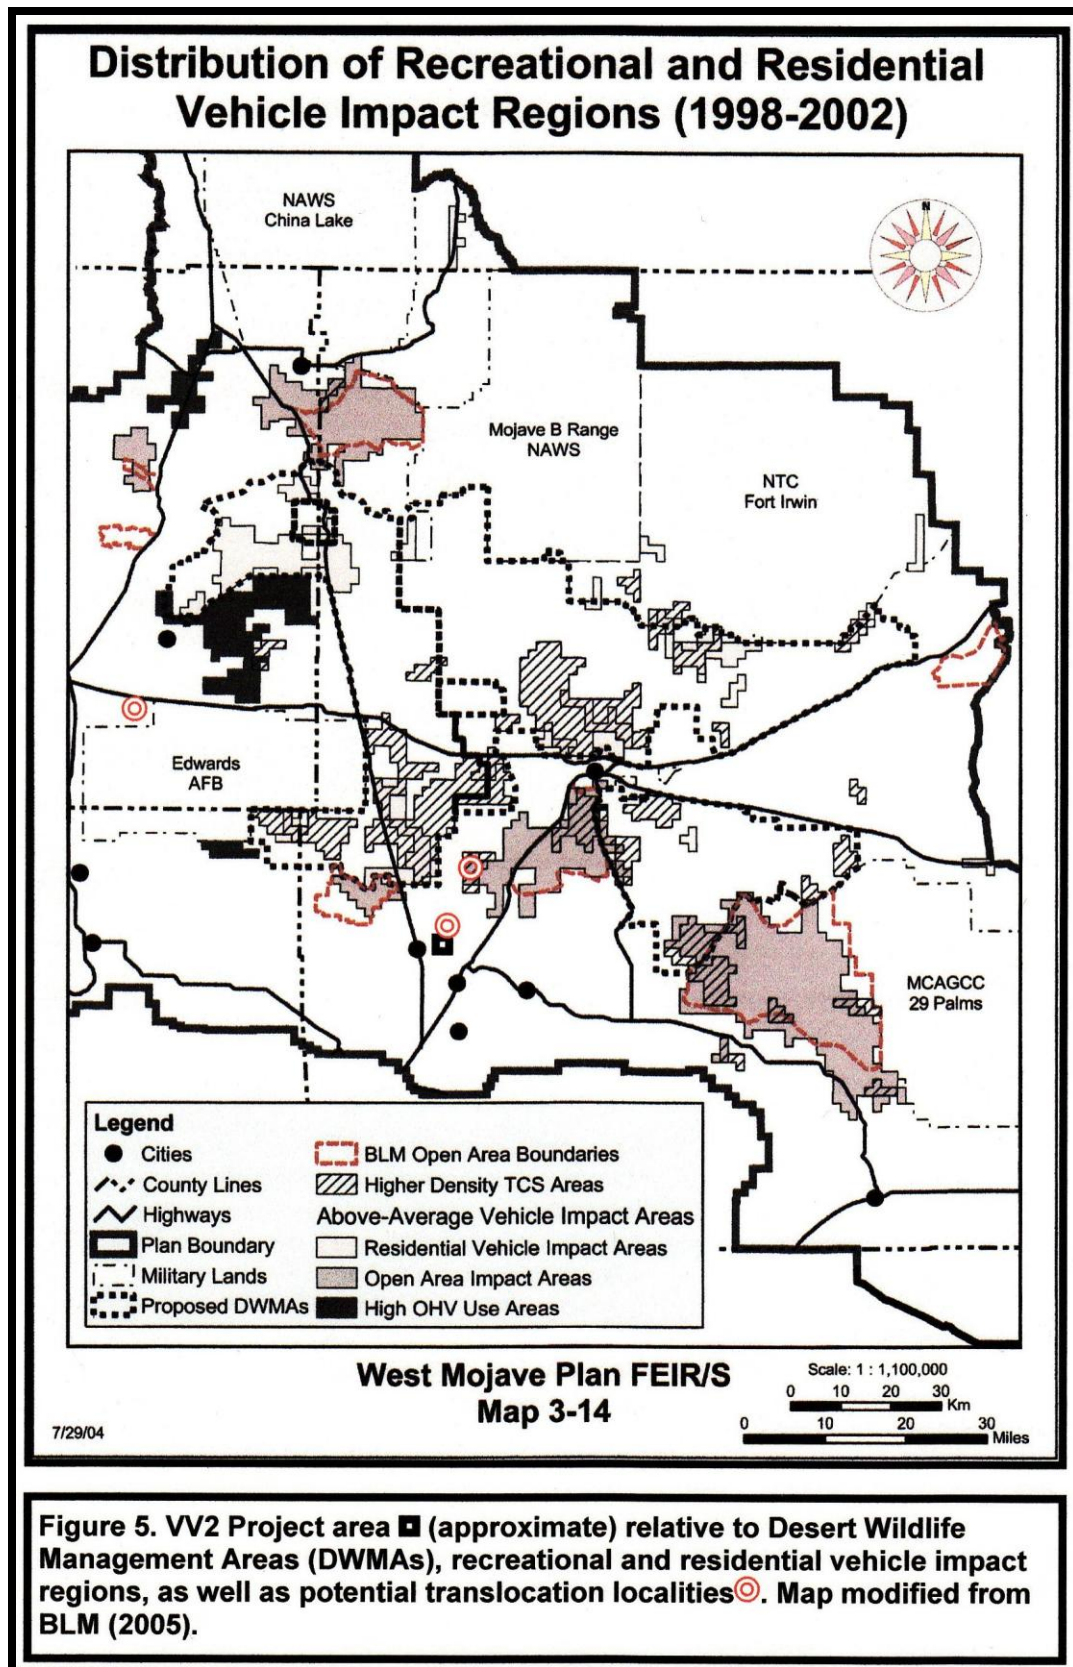 Distribution of Recreational and Residential
Vehicle Impact Regions (1998-2002)
NAWS
China Lake
N
Mojave B Range
NAWS
NTC
Fort Irwin
Edwards
AFB
MCAGCC
29 Palms
Legend
Cities
County Lines
Highways
Plan Boundary
Military Lands
Proposed DWMAs
BLM Open Area Boundaries
Higher Density TCS Areas
Above-Average Vehicle Impact Areas
Residential Vehicle Impact Areas
Open Area Impact Areas
High OHV Use Areas
West Mojave Plan FEIR/S
Map 3-14
7/29/04
Scale: 1 : 1,100,000
0 10 20 30
Km
0 10 20 30
Miles
Figure 5. VV2 Project area (approximate) relative to Desert Wildlife
Management Areas (DWMAs), recreational and residential vehicle impact
regions, as well as potential translocation localities. Map modified from
BLM (2005).